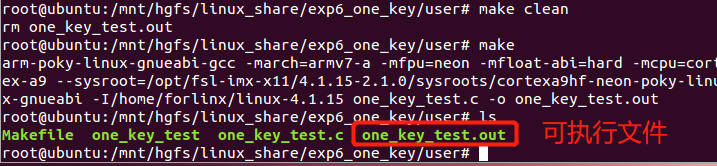 root@ubuntu:/mnt/hgfs/linux_share/exp6_one_key/user# make clean
rm one_key_test.out
root@ubuntu:/mnt/hgfs/linux_share/exp6_one_key/user# make
arm-poky-linux-gnueabi-gcc -march=armv7-a -mfpu=neon -mfloat-abi=hard -mcpu=cort
ex-a9 --sysroot=/opt/fsl-imx-x11/4.1.15-2.1.0/sysroots/cortexa9hf-neon-poky-linu
x-gnueabi -I/home/forlinx/linux-4.1.15 one_key_test.c -o one_key_test.out
root@ubuntu:/mnt/hgfs/linux_share/exp6_one_key/user# ls
Makefile one_key_test one_key_test.c one_key_test.out 可执行文件
root@ubuntu:/mnt/hgfs/linux_share/exp6_one_key/user#